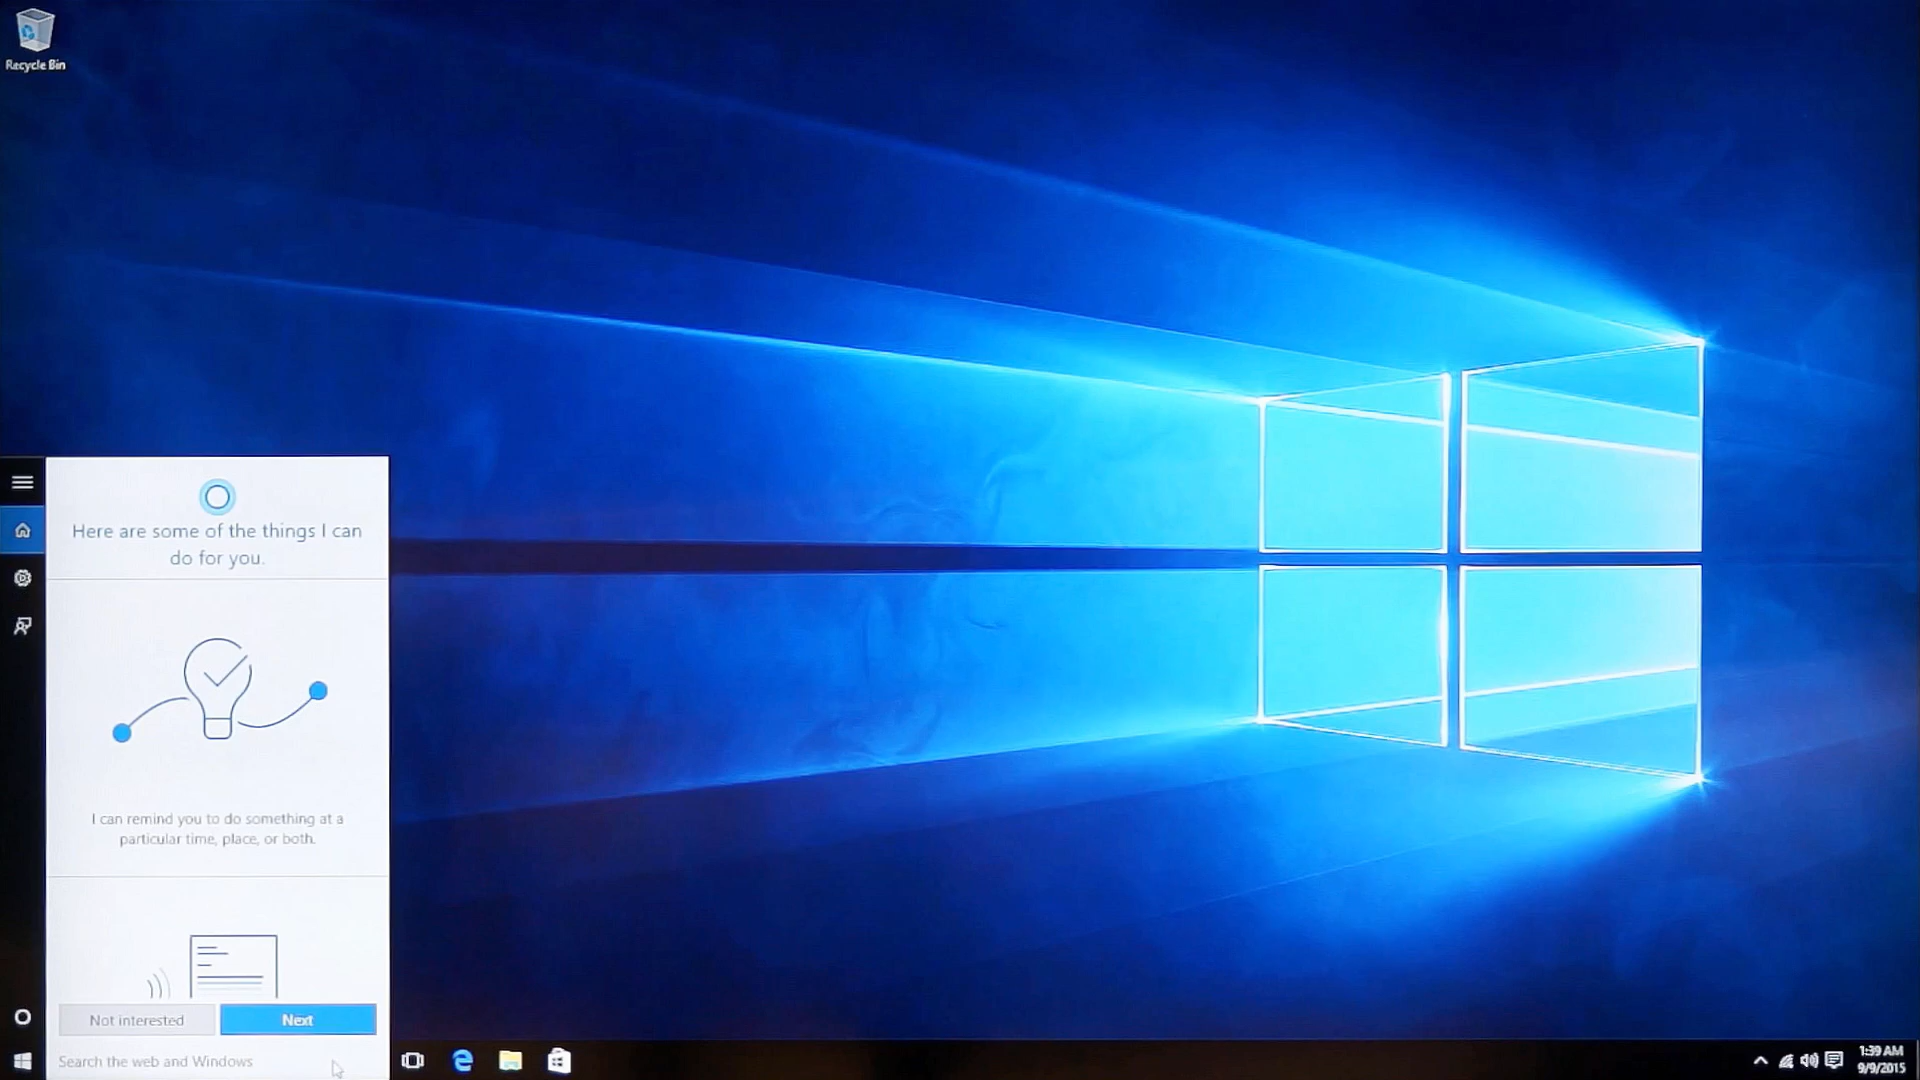 Recycle Bin
Here are some of the things I can
do for you.
I can remind you to do something at a
particular time, place, or both.
Not interested
Next
Search the web and Windows
1:39 AM
9/9/2015